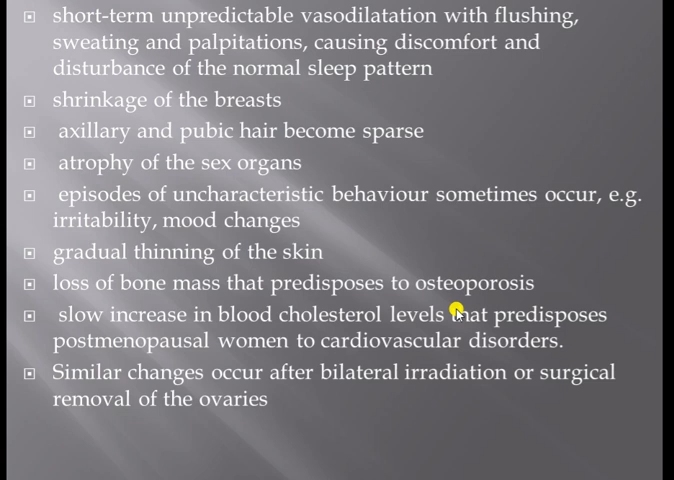 short-term unpredictable vasodilatation with flushing,
sweating and palpitations, causing discomfort and
disturbance of the normal sleep pattern
shrinkage of the breasts
axillary and pubic hair become sparse
atrophy of the sex organs
episodes of uncharacteristic behaviour sometimes occur, e.g.
irritability, mood changes
gradual thinning of the skin
loss of bone mass that predisposes to osteoporosis
slow increase in blood cholesterol levels that predisposes
postmenopausal women to cardiovascular disorders.
Similar changes occur after bilateral irradiation or surgical
removal of the ovaries